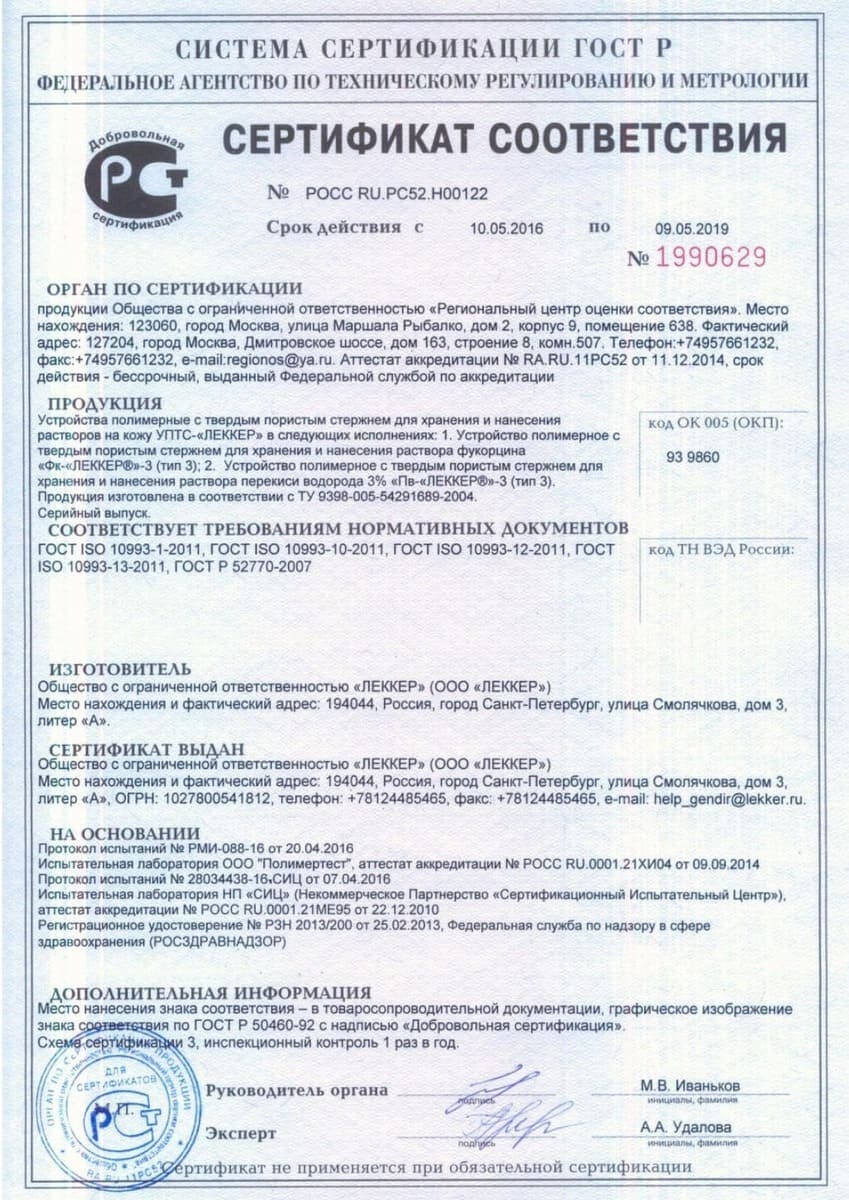 СИСТЕМА СЕРТИФИКАЦИИ ГОСТ Р
ФЕДЕРАЛЬНОЕ АГЕНТСТВО ПО ТЕХНИЧЕСКОМУ РЕГУЛИРОВАНИЮ И МЕТРОЛОГИИ
Добровольная
РСТ
сертификация
СЕРТИФИКАТ СООТВЕТСТВИЯ
№ РОСС RU.РС52.Н00122
Срок действия с 10.05.2016 по 09.05.2019
№ 1990629
ОРГАН ПО СЕРТИФИКАЦИИ
продукции Общества с ограниченной ответственностью «Региональный центр оценки соответствия». Место
нахождения: 123060, город Москва, улица Маршала Рыбалко, дом 2, корпус 9, помещение 638. Фактический
адрес: 127204, город Москва, Дмитровское шоссе, дом 163, строение 8, комн.507. Телефон:+74957661232,
факс:+74957661232, e-mail:regionos@ya.ru. Аттестат аккредитации № RA.RU.11РС52 от 11.12.2014, срок
действия - бессрочный, выданный Федеральной службой по аккредитации
ПРОДУКЦИЯ
Устройства полимерные с твердым пористым стержнем для хранения и нанесения
растворов на кожу УПТС-«ЛЕККЕР» в следующих исполнениях: 1. Устройство полимерное с
твердым пористым стержнем для хранения и нанесения раствора фукорцина
«Фк-«ЛЕККЕР®»-3 (тип 3); 2. Устройство полимерное с твердым пористым стержнем для
хранения и нанесения раствора перекиси водорода 3% «Пв-«ЛЕККЕР®»-3 (тип 3).
Продукция изготовлена в соответствии с ТУ 9398-005-54291689-2004.
Серийный выпуск.
код ОК 005 (ОКП):
93 9860
СООТВЕТСТВУЕТ ТРЕБОВАНИЯМ НОРМАТИВНЫХ ДОКУМЕНТОВ
ГОСТ ISO 10993-1-2011, ГОСТ ISO 10993-10-2011, ГОСТ ISO 10993-12-2011, ГОСТ
ISO 10993-13-2011, ГОСТ Р 52770-2007
код ТН ВЭД России:
ИЗГОТОВИТЕЛЬ
Общество с ограниченной ответственностью «ЛЕККЕР» (ООО «ЛЕККЕР»)
Место нахождения и фактический адрес: 194044, Россия, город Санкт-Петербург, улица Смолячкова, дом 3,
литер «А».
СЕРТИФИКАТ ВЫДАН
Общество с ограниченной ответственностью «ЛЕККЕР» (ООО «ЛЕККЕР»)
Место нахождения и фактический адрес: 194044, Россия, город Санкт-Петербург, улица Смолячкова, дом 3,
литер «А», ОГРН: 1027800541812, телефон: +78124485465, факс: +78124485465, e-mail: help_gendir@lekker.ru.
НА ОСНОВАНИИ
Протокол испытаний № РМИ-088-16 от 20.04.2016
Испытательная лаборатория ООО "Полимертест", аттестат аккредитации № РОСС RU.0001.21ХИ04 от 09.09.2014
Протокол испытаний № 28034438-16-СИЦ от 07.04.2016
Испытательная лаборатория НП «СИЦ» (Некоммерческое Партнерство «Сертификационный Испытательный Центр»),
аттестат аккредитации № РОСС RU.0001.21МЕ95 от 22.12.2010
Регистрационное удостоверение № РЗН 2013/200 от 25.02.2013, Федеральная служба по надзору в сфере
здравоохранения (РОСЗДРАВНАДЗОР)
ДОПОЛНИТЕЛЬНАЯ ИНФОРМАЦИЯ
Место нанесения знака соответствия – в товаросопроводительной документации, графическое изображение
знака соответствия по ГОСТ Р 50460-92 с надписью «Добровольная сертификация».
Схема сертификации 3, инспекционный контроль 1 раз в год.
ДЛЯ
СЕРТИФИКАТОВ
М.П.
РСТ
RA.RU.11РС52
Руководитель органа
подпись
М.В. Иваньков
инициалы, фамилия
Эксперт
подпись
А.А. Удалова
инициалы, фамилия
Сертификат не применяется при обязательной сертификации